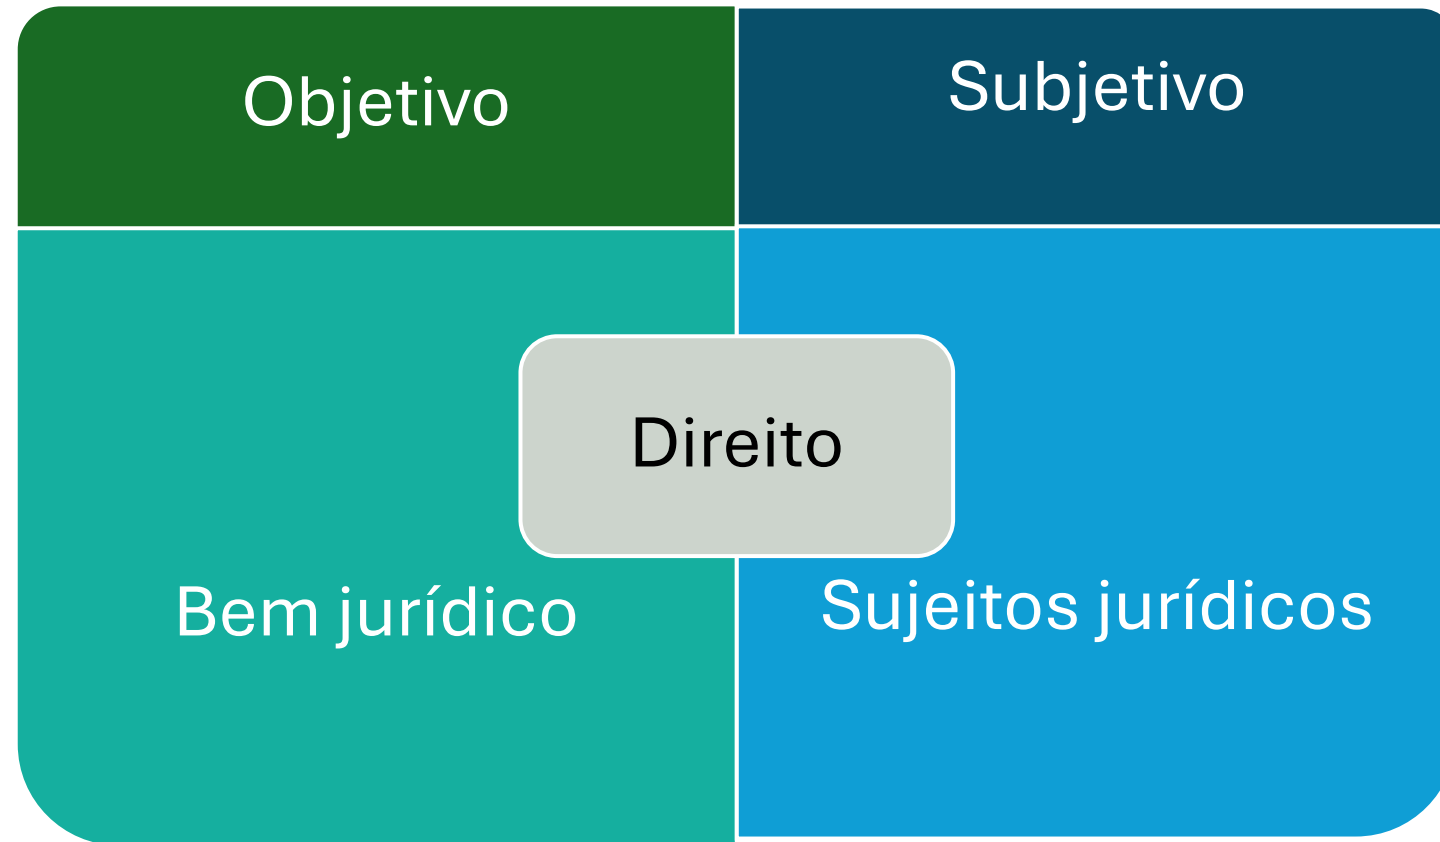 Objetivo
Subjetivo
Direito
Bem jurídico
Sujeitos jurídicos